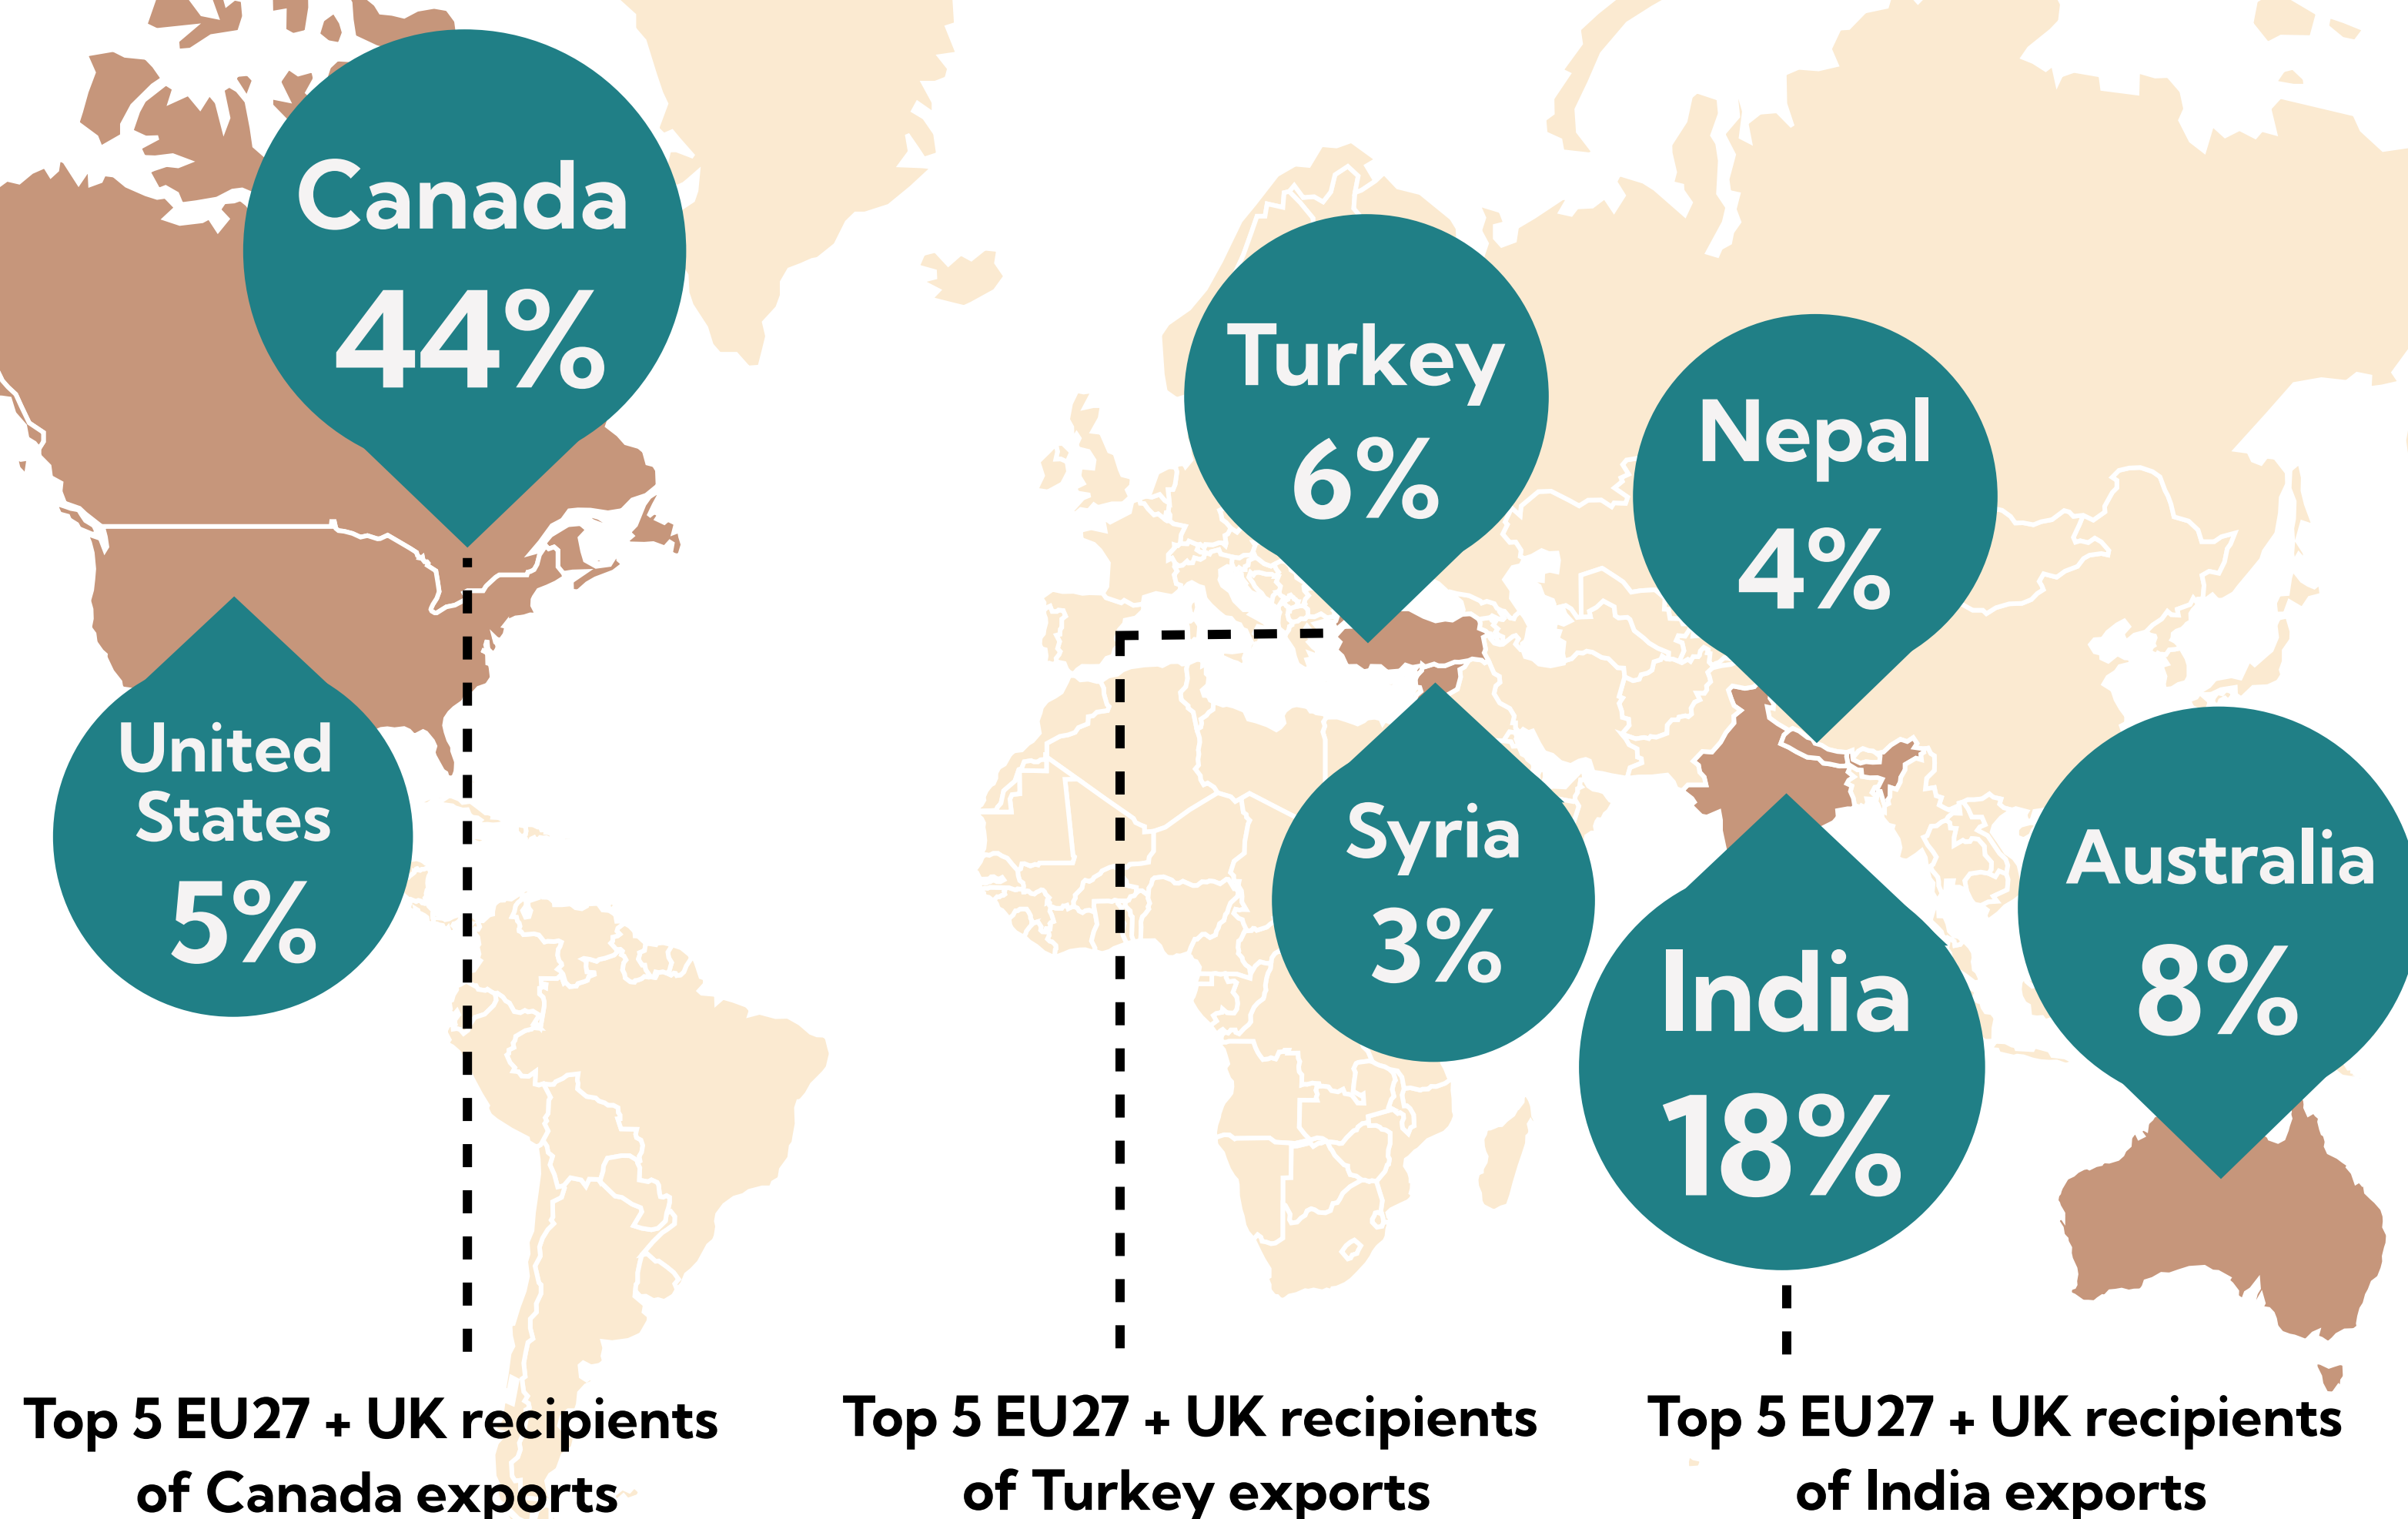 Canada
44%
Turkey
6%
Nepal
4%
United
States
5%
Syria
3%
India
18%
Australia
8%
Top 5 EU27 + UK recipients
of Canada exports
Top 5 EU27 + UK recipients
of Turkey exports
Top 5 EU27 + UK recipients
of India exports